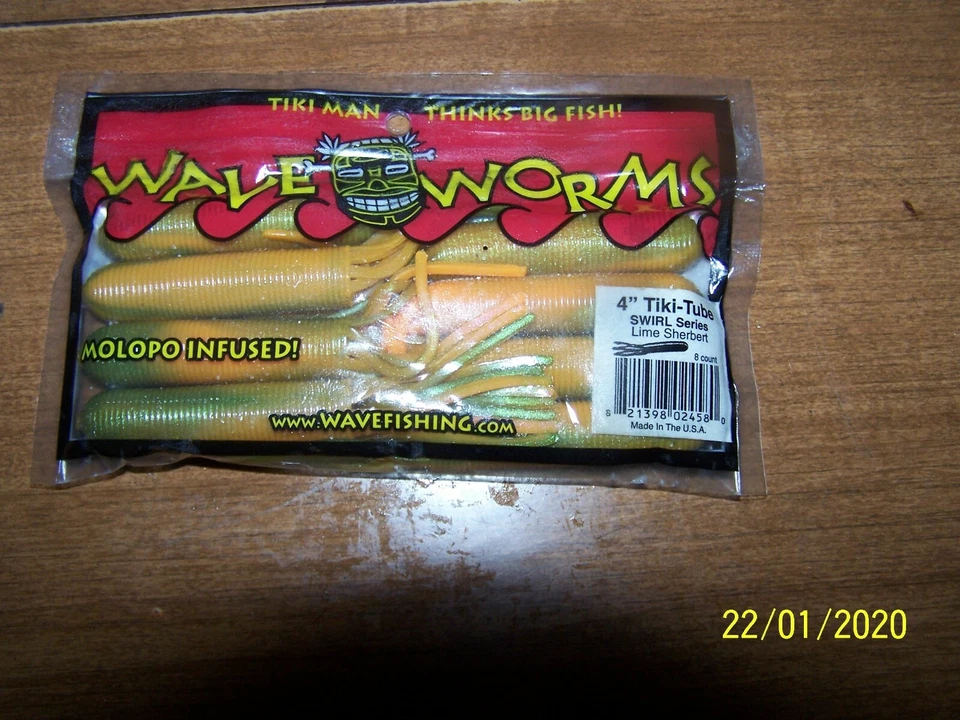 TIKI MAN THINKS BIG FISH!
WAVE WORMS
4" Tiki-Tube
SWIRL Series
Lime Sherbert
8 count
MOLOPO INFUSED!
8 21398 02458 0
Made In The U.S.A.
www.WAVEFISHING.COM
22/01/2020